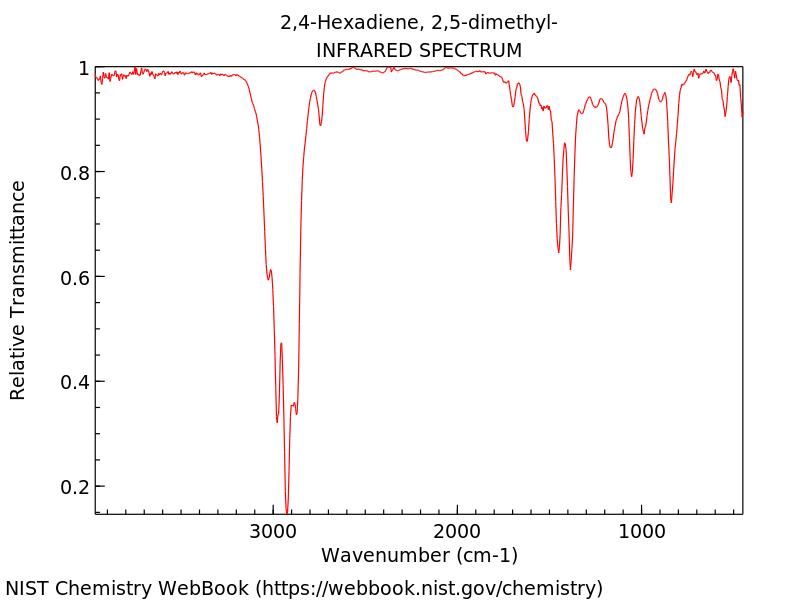 2,4-Hexadiene, 2,5-dimethyl-
INFRARED SPECTRUM
1
0.8
0.6
0.4
0.2
Relative Transmittance
3000
2000
1000
Wavenumber (cm-1)
NIST Chemistry WebBook (https://webbook.nist.gov/chemistry)